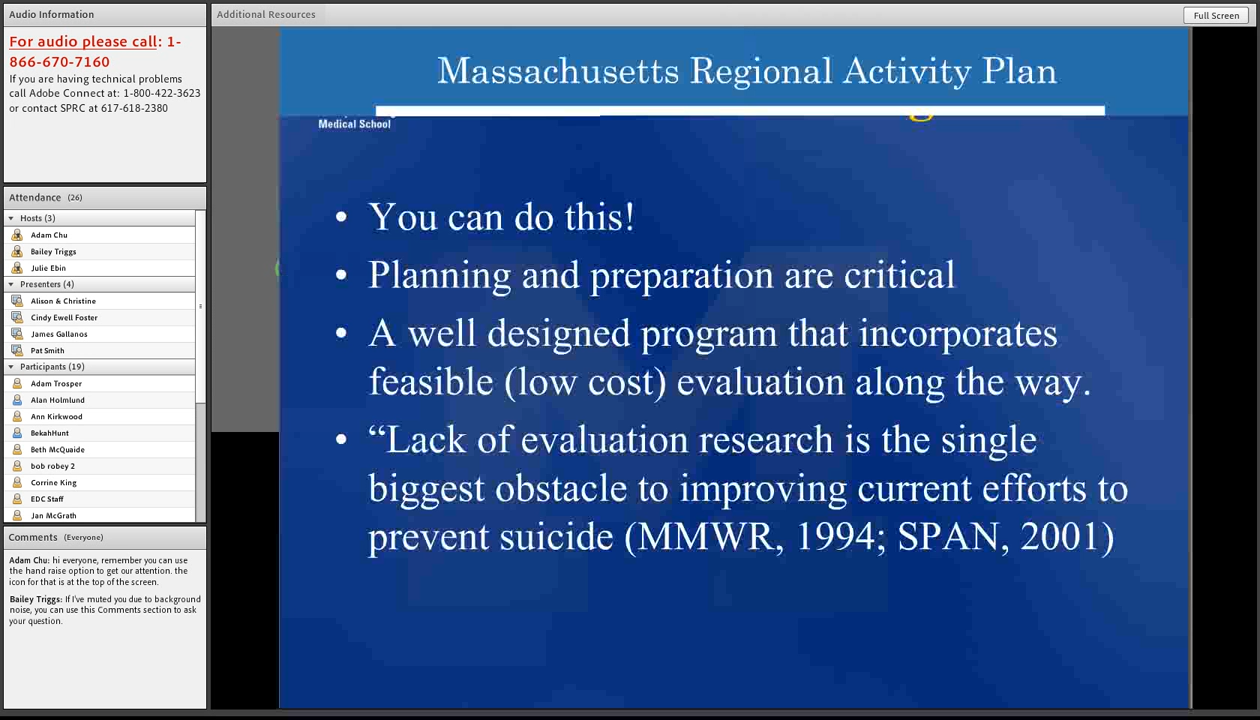 Audio Information
For audio please call: 1-
866-670-7160
If you are having technical problems
call Adobe Connect at: 1-800-422-3623
or contact SPRC at 617-618-2380
Attendance (26)
Hosts (3)
Adam Chu
Bailey Triggs
Julie Ebin
Presenters (4)
Alison & Christine
Cindy Ewell Foster
James Gallanos
Pat Smith
Participants (19)
Adam Trosper
Alan Holmlund
Ann Kirkwood
BekahHunt
Beth McQuaide
bob robey 2
Corrine King
EDC Staff
Jan McGrath
Comments (Everyone)
Adam Chu: hi everyone, remember you can use
the hand raise option to get our attention. the
icon for that is at the top of the screen.
Bailey Triggs: If I've muted you due to background
noise, you can use this Comments section to ask
your question.
Additional Resources
Full Screen
Massachusetts Regional Activity Plan
Medical School
• You can do this!
• Planning and preparation are critical
• A well designed program that incorporates
feasible (low cost) evaluation along the way.
• “Lack of evaluation research is the single
biggest obstacle to improving current efforts to
prevent suicide (MMWR, 1994; SPAN, 2001)